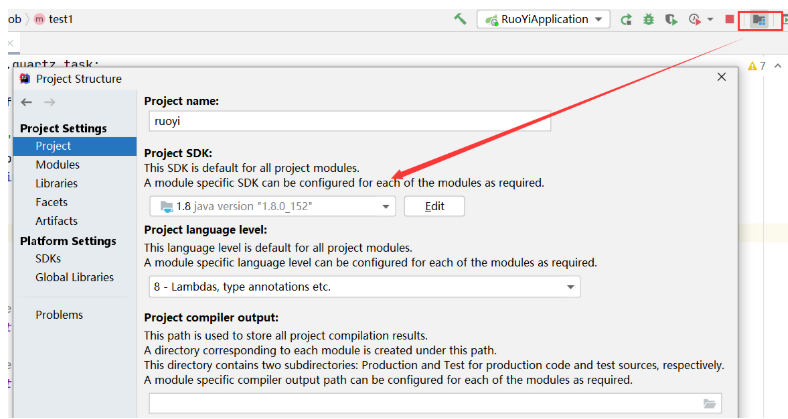 ob
test1
RuoYiApplication
.quartz.task;
7
Project Structure
Project name:
ruoyi
Project Settings
Project
Modules
Libraries
Facets
Artifacts
Platform Settings
SDKs
Global Libraries
Problems
Project SDK:
This SDK is default for all project modules.
A module specific SDK can be configured for each of the modules as required.
1.8 java version "1.8.0_152"
Edit
Project language level:
This language level is default for all project modules.
A module specific language level can be configured for each of the modules as required.
8 - Lambdas, type annotations etc.
Project compiler output:
This path is used to store all project compilation results.
A directory corresponding to each module is created under this path.
This directory contains two subdirectories: Production and Test for production code and test sources, respectively.
A module specific compiler output path can be configured for each of the modules as required.